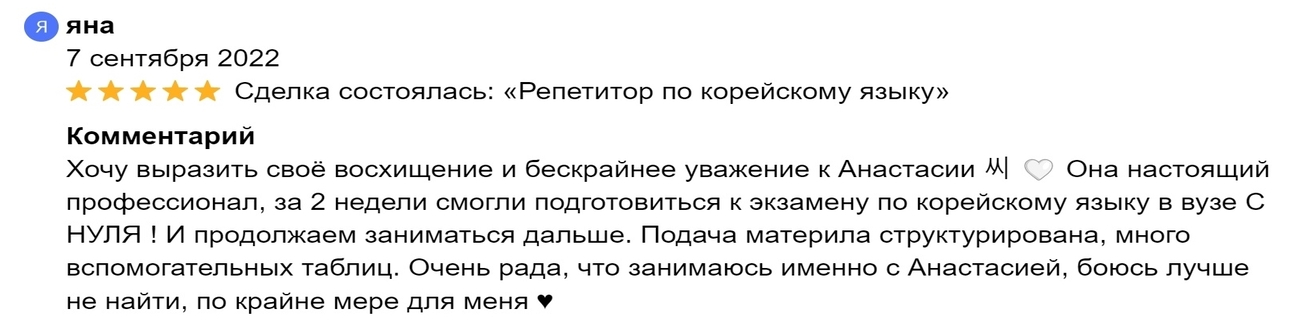 Я яна
7 сентября 2022
★★★★★ Сделка состоялась: «Репетитор по корейскому языку»
Комментарий
Хочу выразить своё восхищение и бескрайнее уважение к Анастасии 씨 🤍 Она настоящий
профессионал, за 2 недели смогли подготовиться к экзамену по корейскому языку в вузе С
НУЛЯ ! И продолжаем заниматься дальше. Подача материла структурирована, много
вспомогательных таблиц. Очень рада, что занимаюсь именно с Анастасией, боюсь лучше
не найти, по крайне мере для меня ♥